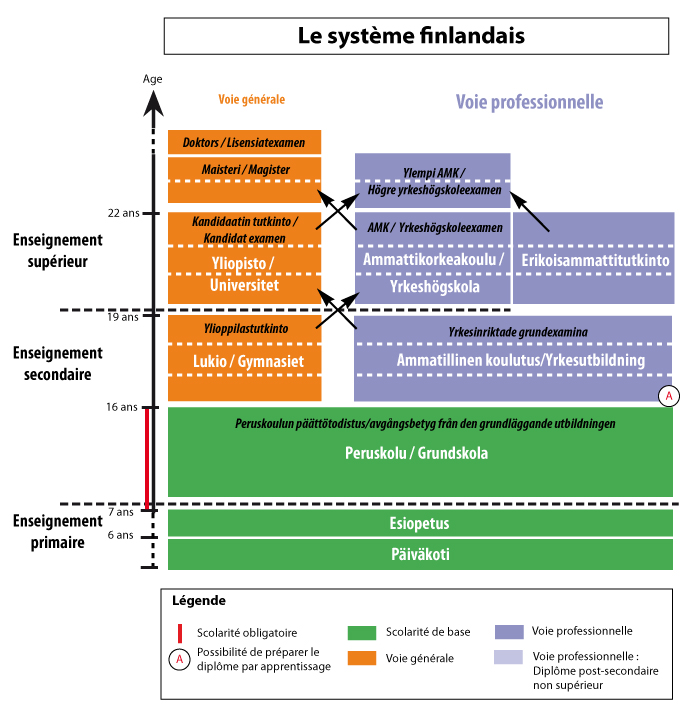 Le système finlandais
Age
Voie générale
Voie professionnelle
Doktors / Lisensiatexamen
Maisteri / Magister
Ylempi AMK /
Högre yrkeshögskoleexamen
22 ans
Kandidaatin tutkinto /
Kandidat examen
AMK / Yrkeshögskoleexamen
Enseignement
supérieur
Yliopisto /
Universitet
Ammattikorkeakoulu /
Yrkeshögskola
Erikoisammattitutkinto
19 ans
Ylioppilastutkinto
Yrkesinriktade grundexamina
Enseignement
secondaire
Lukio / Gymnasiet
Ammatillinen koulutus/Yrkesutbildning
A
16 ans
Peruskoulun päättötodistus/avgångsbetyg från den grundläggande utbildningen
Peruskolu / Grundskola
7 ans
Enseignement
primaire
Esiopetus
6 ans
Päiväkoti
Légende
Scolarité obligatoire
A Possibilité de préparer le
diplôme par apprentissage
Scolarité de base
Voie générale
Voie professionnelle
Voie professionnelle :
Diplôme post-secondaire
non supérieur